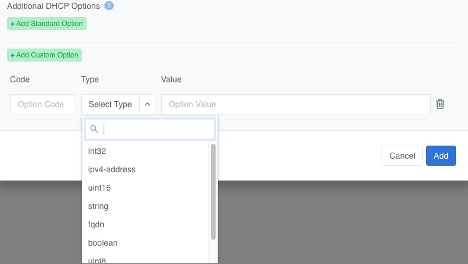 Additional DHCP Options ?
+ Add Standard Option
+ Add Custom Option
Code Type Value
Option Code Select Type Option Value
int32
ipv4-address
uint16
string
fqdn
boolean
uint8
Cancel Add